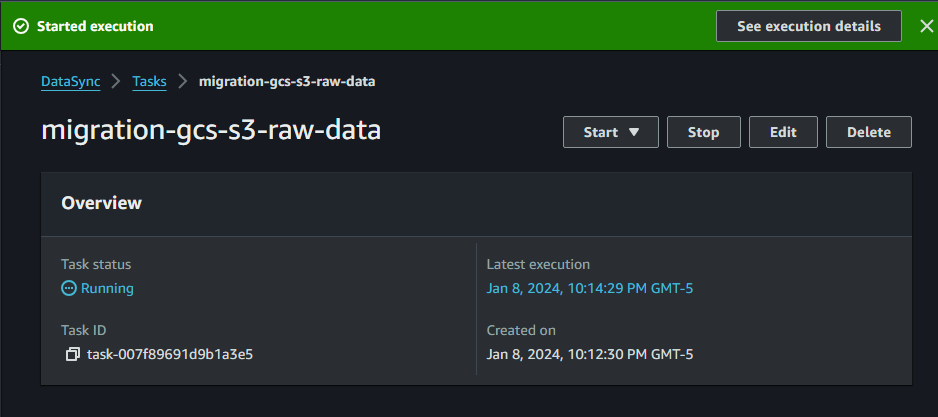 Started execution
See execution details
DataSync
Tasks
migration-gcs-s3-raw-data
migration-gcs-s3-raw-data
Start
Stop
Edit
Delete
Overview
Task status
Running
Latest execution
Jan 8, 2024, 10:14:29 PM GMT-5
Task ID
task-007f89691d9b1a3e5
Created on
Jan 8, 2024, 10:12:30 PM GMT-5